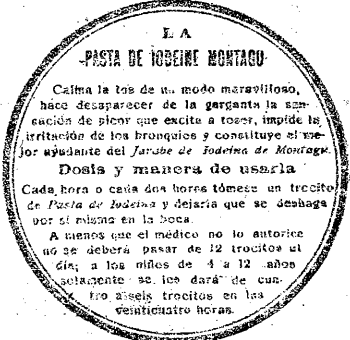 LA
PASTA DE IODEINE MONTAGU
Calma la tos de un modo maravilloso,
hace desaparecer de la garganta la sen-
sación de picor que excita a toser, impide la
irritación de los bronquios y constituye el me-
jor ayudante del Jarabe de Iodeina de Montagu.
Dosis y manera de usarla
Cada hora o cada dos horas tómese un trocito
de Pasta de Iodeina y dejarla que se deshaga
por sí misma en la boca.
A menos que el médico no lo autorice
no se deberá pasar de 12 trocitos al
día; a los niños de 4 a 12 años
solamente se les dará de cua-
tro a seis trocitos en las
veinticuatro horas.